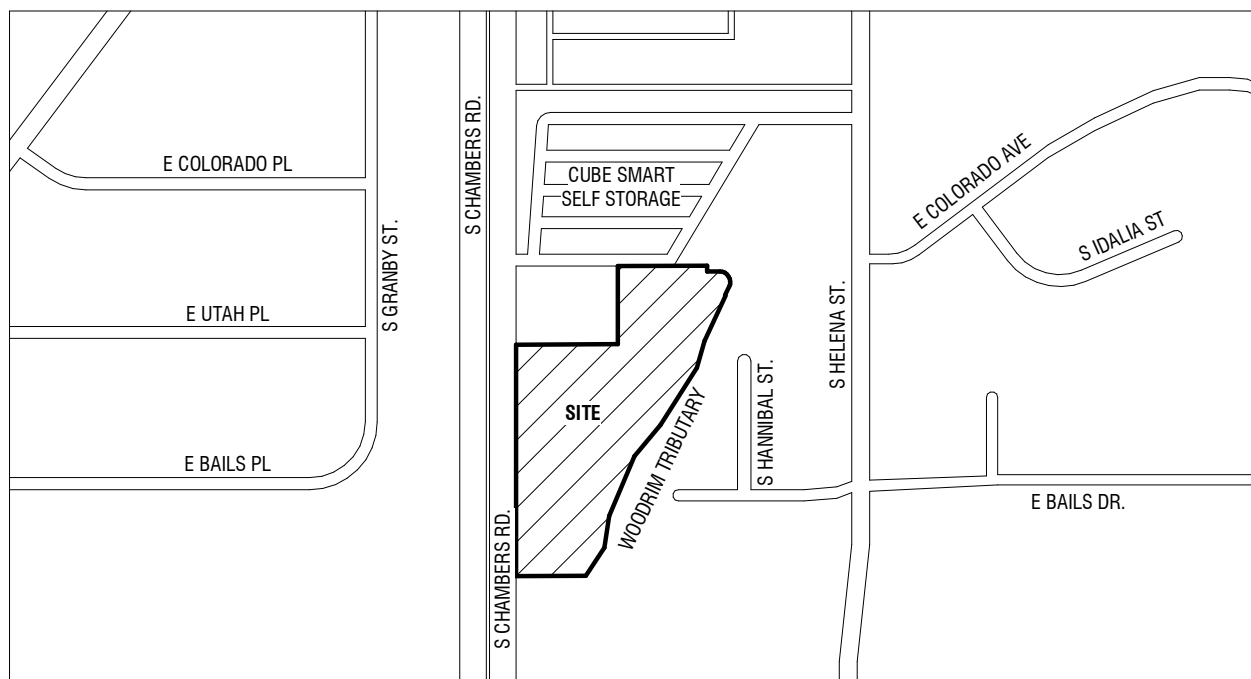 E COLORADO PL
S CHAMBERS RD.
CUBE SMART
SELF STORAGE
E COLORADO AVE
S IDALIA ST
S GRANBY ST.
E UTAH PL
S HELENA ST.
S HANNIBAL ST.
SITE
WOODRIM TRIBUTARY
E BAILS PL
E BAILS DR.
S CHAMBERS RD.